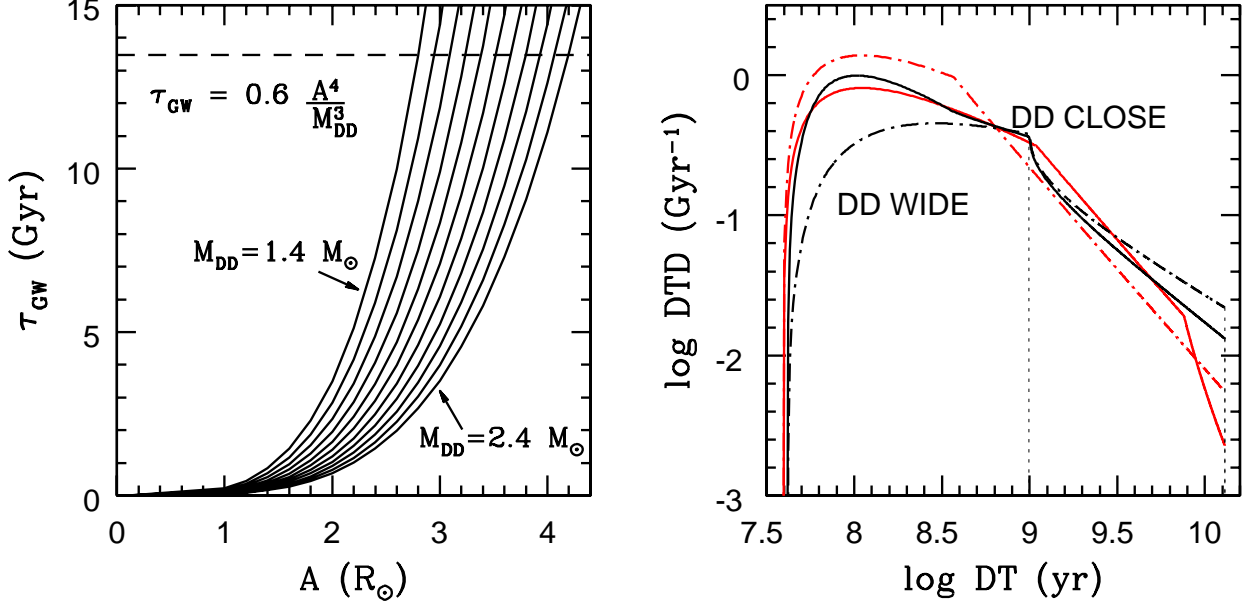 15
10
5
0
τ_GW (Gyr)
τ_GW = 0.6 A^4/M_DD^3
M_DD=1.4 M_⊙
M_DD=2.4 M_⊙
0 1 2 3 4
A (R_⊙)
0
-1
-2
-3
log DTD (Gyr^-1)
DD CLOSE
DD WIDE
7.5 8 8.5 9 9.5 10
log DT (yr)